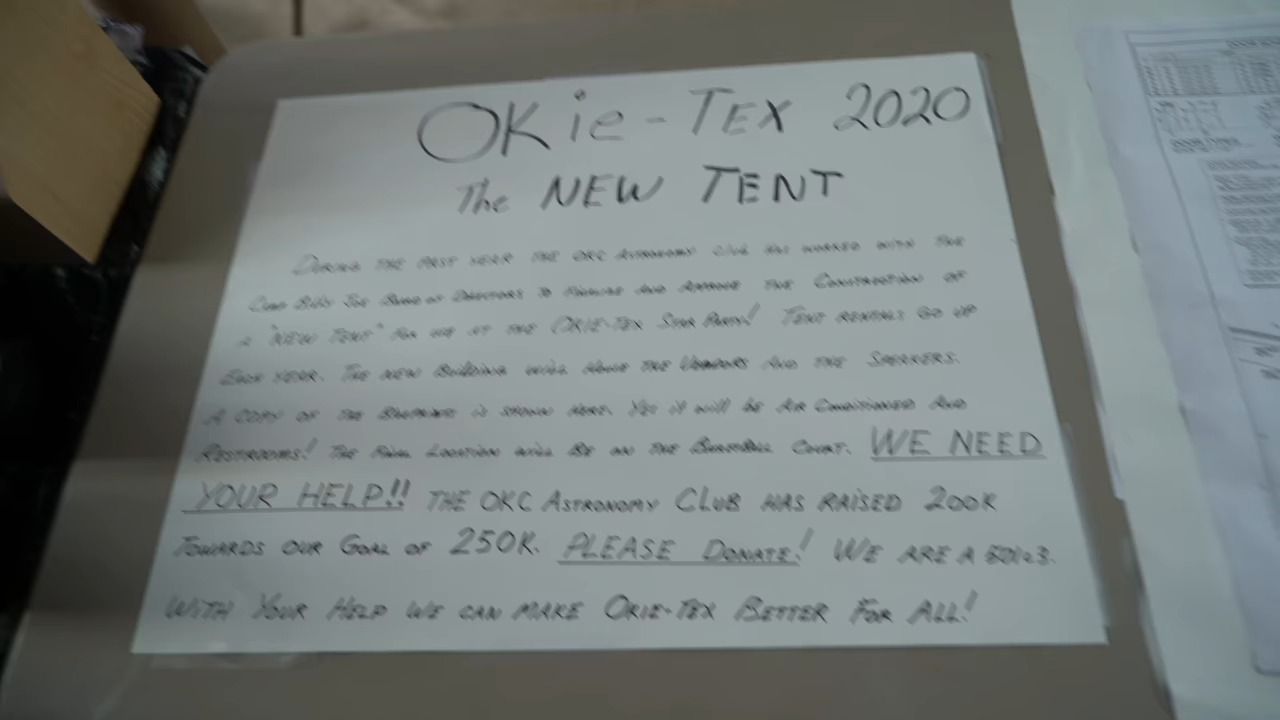 OKie-TEX 2020
The NEW TENT
DURING THE PAST YEAR THE OKC ASTRONOMY CLUB HAS WORKED WITH THE
CAMP BILLY JOE BOARD OF DIRECTORS TO FINALIZE AND APPROVE THE CONSTRUCTION OF
A "NEW TENT" FOR USE AT THE OKIE-TEX STAR PARTY! TENT RENTALS GO UP
EACH YEAR. THE NEW BUILDING WILL HOUSE THE VENDORS AND THE SPEAKERS.
A COPY OF THE BLUEPRINTS IS SHOWN HERE. YES IT WILL BE AIR CONDITIONED AND
RESTROOMS! THE FINAL LOCATION WILL BE ON THE BASKETBALL COURT. WE NEED
YOUR HELP!! THE OKC ASTRONOMY CLUB HAS RAISED 200K
TOWARDS OUR GOAL OF 250K. PLEASE DONATE! WE ARE A 501c3.
WITH YOUR HELP WE CAN MAKE OKIE-TEX BETTER FOR ALL!